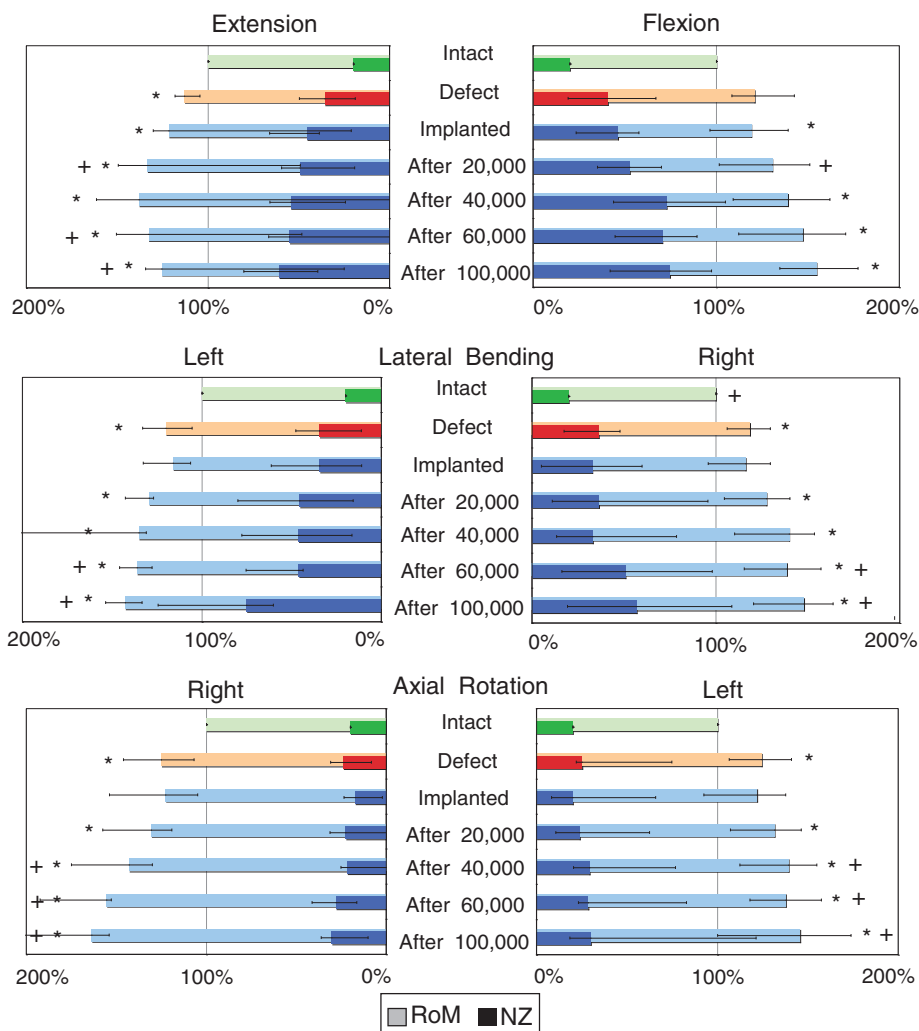 Extension Flexion
Intact
Defect
*
Implanted
* *
After 20,000
+ * +
After 40,000
* *
After 60,000
+ * *
After 100,000
+ * *
200% 100% 0% 0% 100% 200%
Left Lateral Bending Right
Intact
+
Defect
* *
Implanted
After 20,000
* *
After 40,000
* *
After 60,000
+ * * +
After 100,000
+ * * +
200% 100% 0% 0% 100% 200%
Right Axial Rotation Left
Intact
Defect
* *
Implanted
After 20,000
* *
After 40,000
+ * * +
After 60,000
+ * * +
After 100,000
+ * * +
200% 100% 0% 0% 100% 200%
RoM NZ